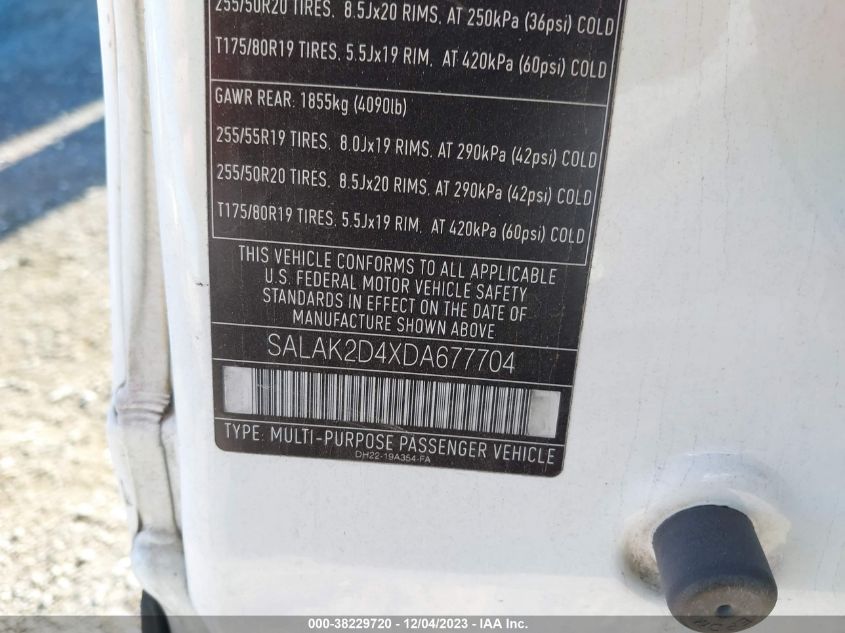 255/50R20 TIRES. 8.5Jx20 RIMS. AT 250kPa (36psi) COLD
T175/80R19 TIRES. 5.5Jx19 RIM. AT 420kPa (60psi) COLD
GAWR REAR. 1855kg (4090lb)
255/55R19 TIRES. 8.0Jx19 RIMS. AT 290kPa (42psi) COLD
255/50R20 TIRES. 8.5Jx20 RIMS. AT 290kPa (42psi) COLD
T175/80R19 TIRES. 5.5Jx19 RIM. AT 420kPa (60psi) COLD
THIS VEHICLE CONFORMS TO ALL APPLICABLE
U.S. FEDERAL MOTOR VEHICLE SAFETY
STANDARDS IN EFFECT ON THE DATE OF
MANUFACTURE SHOWN ABOVE
SALAK2D4XDA677704
TYPE: MULTI-PURPOSE PASSENGER VEHICLE
DH22-19A354-FA
000-38229720 - 12/04/2023 - IAA Inc.